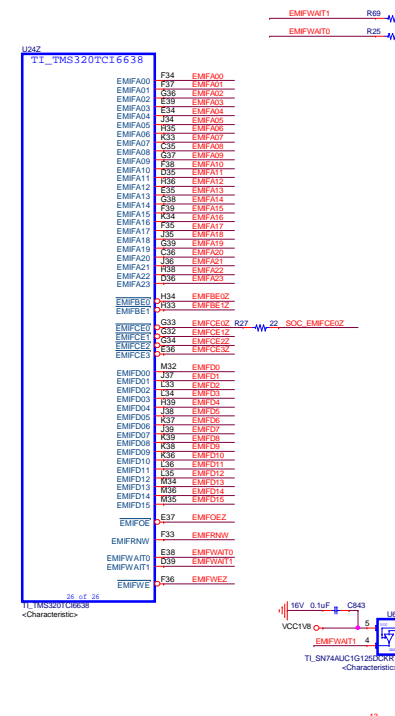 EMIFWAIT1 R69
EMIFWAIT0 R25
U24Z
TI_TMS320TCI6638
EMIFA00 F34 EMIFA00
EMIFA01 F37 EMIFA01
EMIFA02 G36 EMIFA02
EMIFA03 E39 EMIFA03
EMIFA04 E34 EMIFA04
EMIFA05 J34 EMIFA05
EMIFA06 H35 EMIFA06
EMIFA07 K33 EMIFA07
EMIFA08 C35 EMIFA08
EMIFA09 G37 EMIFA09
EMIFA10 F38 EMIFA10
EMIFA11 D35 EMIFA11
EMIFA12 H36 EMIFA12
EMIFA13 E35 EMIFA13
EMIFA14 G38 EMIFA14
EMIFA15 F39 EMIFA15
EMIFA16 K34 EMIFA16
EMIFA17 F35 EMIFA17
EMIFA18 J35 EMIFA18
EMIFA19 G39 EMIFA19
EMIFA20 C36 EMIFA20
EMIFA21 J36 EMIFA21
EMIFA22 H38 EMIFA22
EMIFA23 D36 EMIFA23
EMIFBE0 H34 EMIFBE0Z
EMIFBE1 H33 EMIFBE1Z
EMIFCE0 G33 EMIFCE0Z R27 22 SOC_EMIFCE0Z
EMIFCE1 G32 EMIFCE1Z
EMIFCE2 G34 EMIFCE2Z
EMIFCE3 E36 EMIFCE3Z
EMIFD00 M32 EMIFD0
EMIFD01 J37 EMIFD1
EMIFD02 L33 EMIFD2
EMIFD03 L34 EMIFD3
EMIFD04 H39 EMIFD4
EMIFD05 J38 EMIFD5
EMIFD06 K37 EMIFD6
EMIFD07 J39 EMIFD7
EMIFD08 K39 EMIFD8
EMIFD09 K38 EMIFD9
EMIFD10 K36 EMIFD10
EMIFD11 L36 EMIFD11
EMIFD12 L35 EMIFD12
EMIFD13 M34 EMIFD13
EMIFD14 M36 EMIFD14
EMIFD15 M35 EMIFD15
EMIFOE E37 EMIFOEZ
EMIFRNW F33 EMIFRNW
EMIFWAIT0 E38 EMIFWAIT0
EMIFWAIT1 D39 EMIFWAIT1
EMIFWE F36 EMIFWEZ
26 of 26
TI_TMS320TCI6638
<Characteristic>
16V 0.1uF C843
VCC1V8 5
EMIFWAIT1 4
TI_SN74AUC1G125DCKR
<Characteristic>